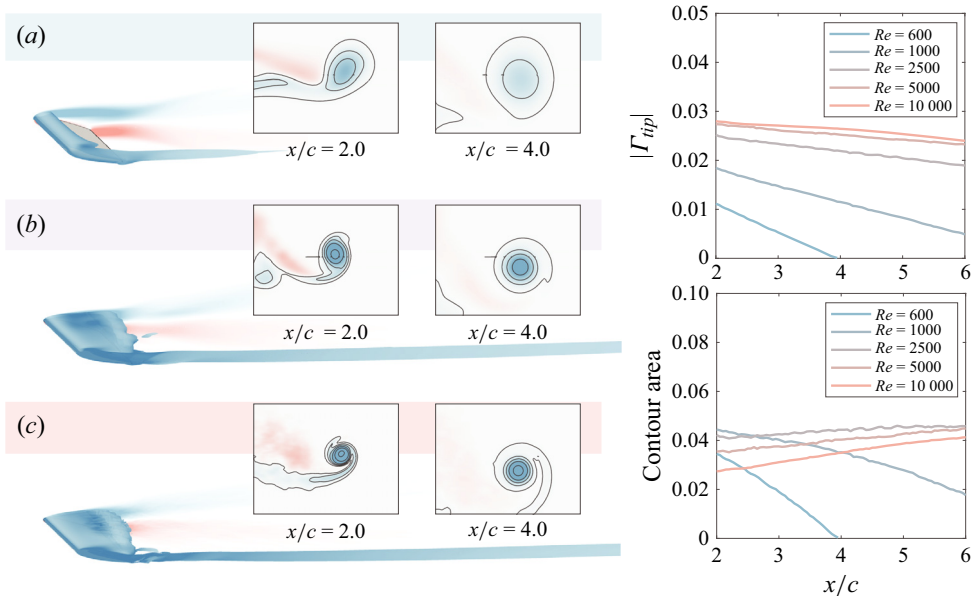 (a)
x/c = 2.0
x/c = 4.0
(b)
x/c = 2.0
x/c = 4.0
(c)
x/c = 2.0
x/c = 4.0
0.05
0.04
0.03
0.02
0.01
0
|Γtip|
Re = 600
Re = 1000
Re = 2500
Re = 5000
Re = 10 000
2
3
4
5
6
0.10
0.08
0.06
0.04
0.02
0
Contour area
Re = 600
Re = 1000
Re = 2500
Re = 5000
Re = 10 000
2
3
4
5
6
x/c